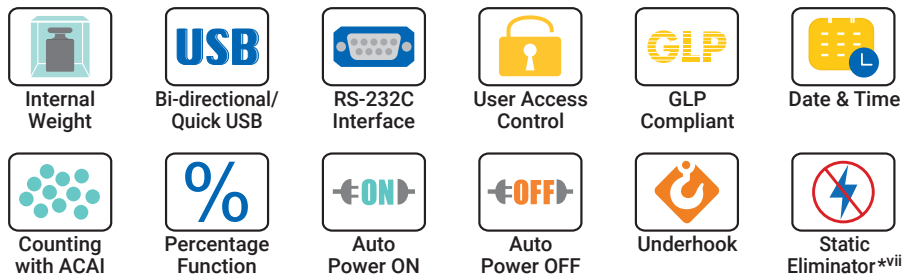 USB
GLP
Internal
Weight
Bi-directional/
Quick USB
RS-232C
Interface
User Access
Control
GLP
Compliant
Date & Time
%
ON
OFF
Counting
with ACAI
Percentage
Function
Auto
Power ON
Auto
Power OFF
Underhook
Static
Eliminator*vii